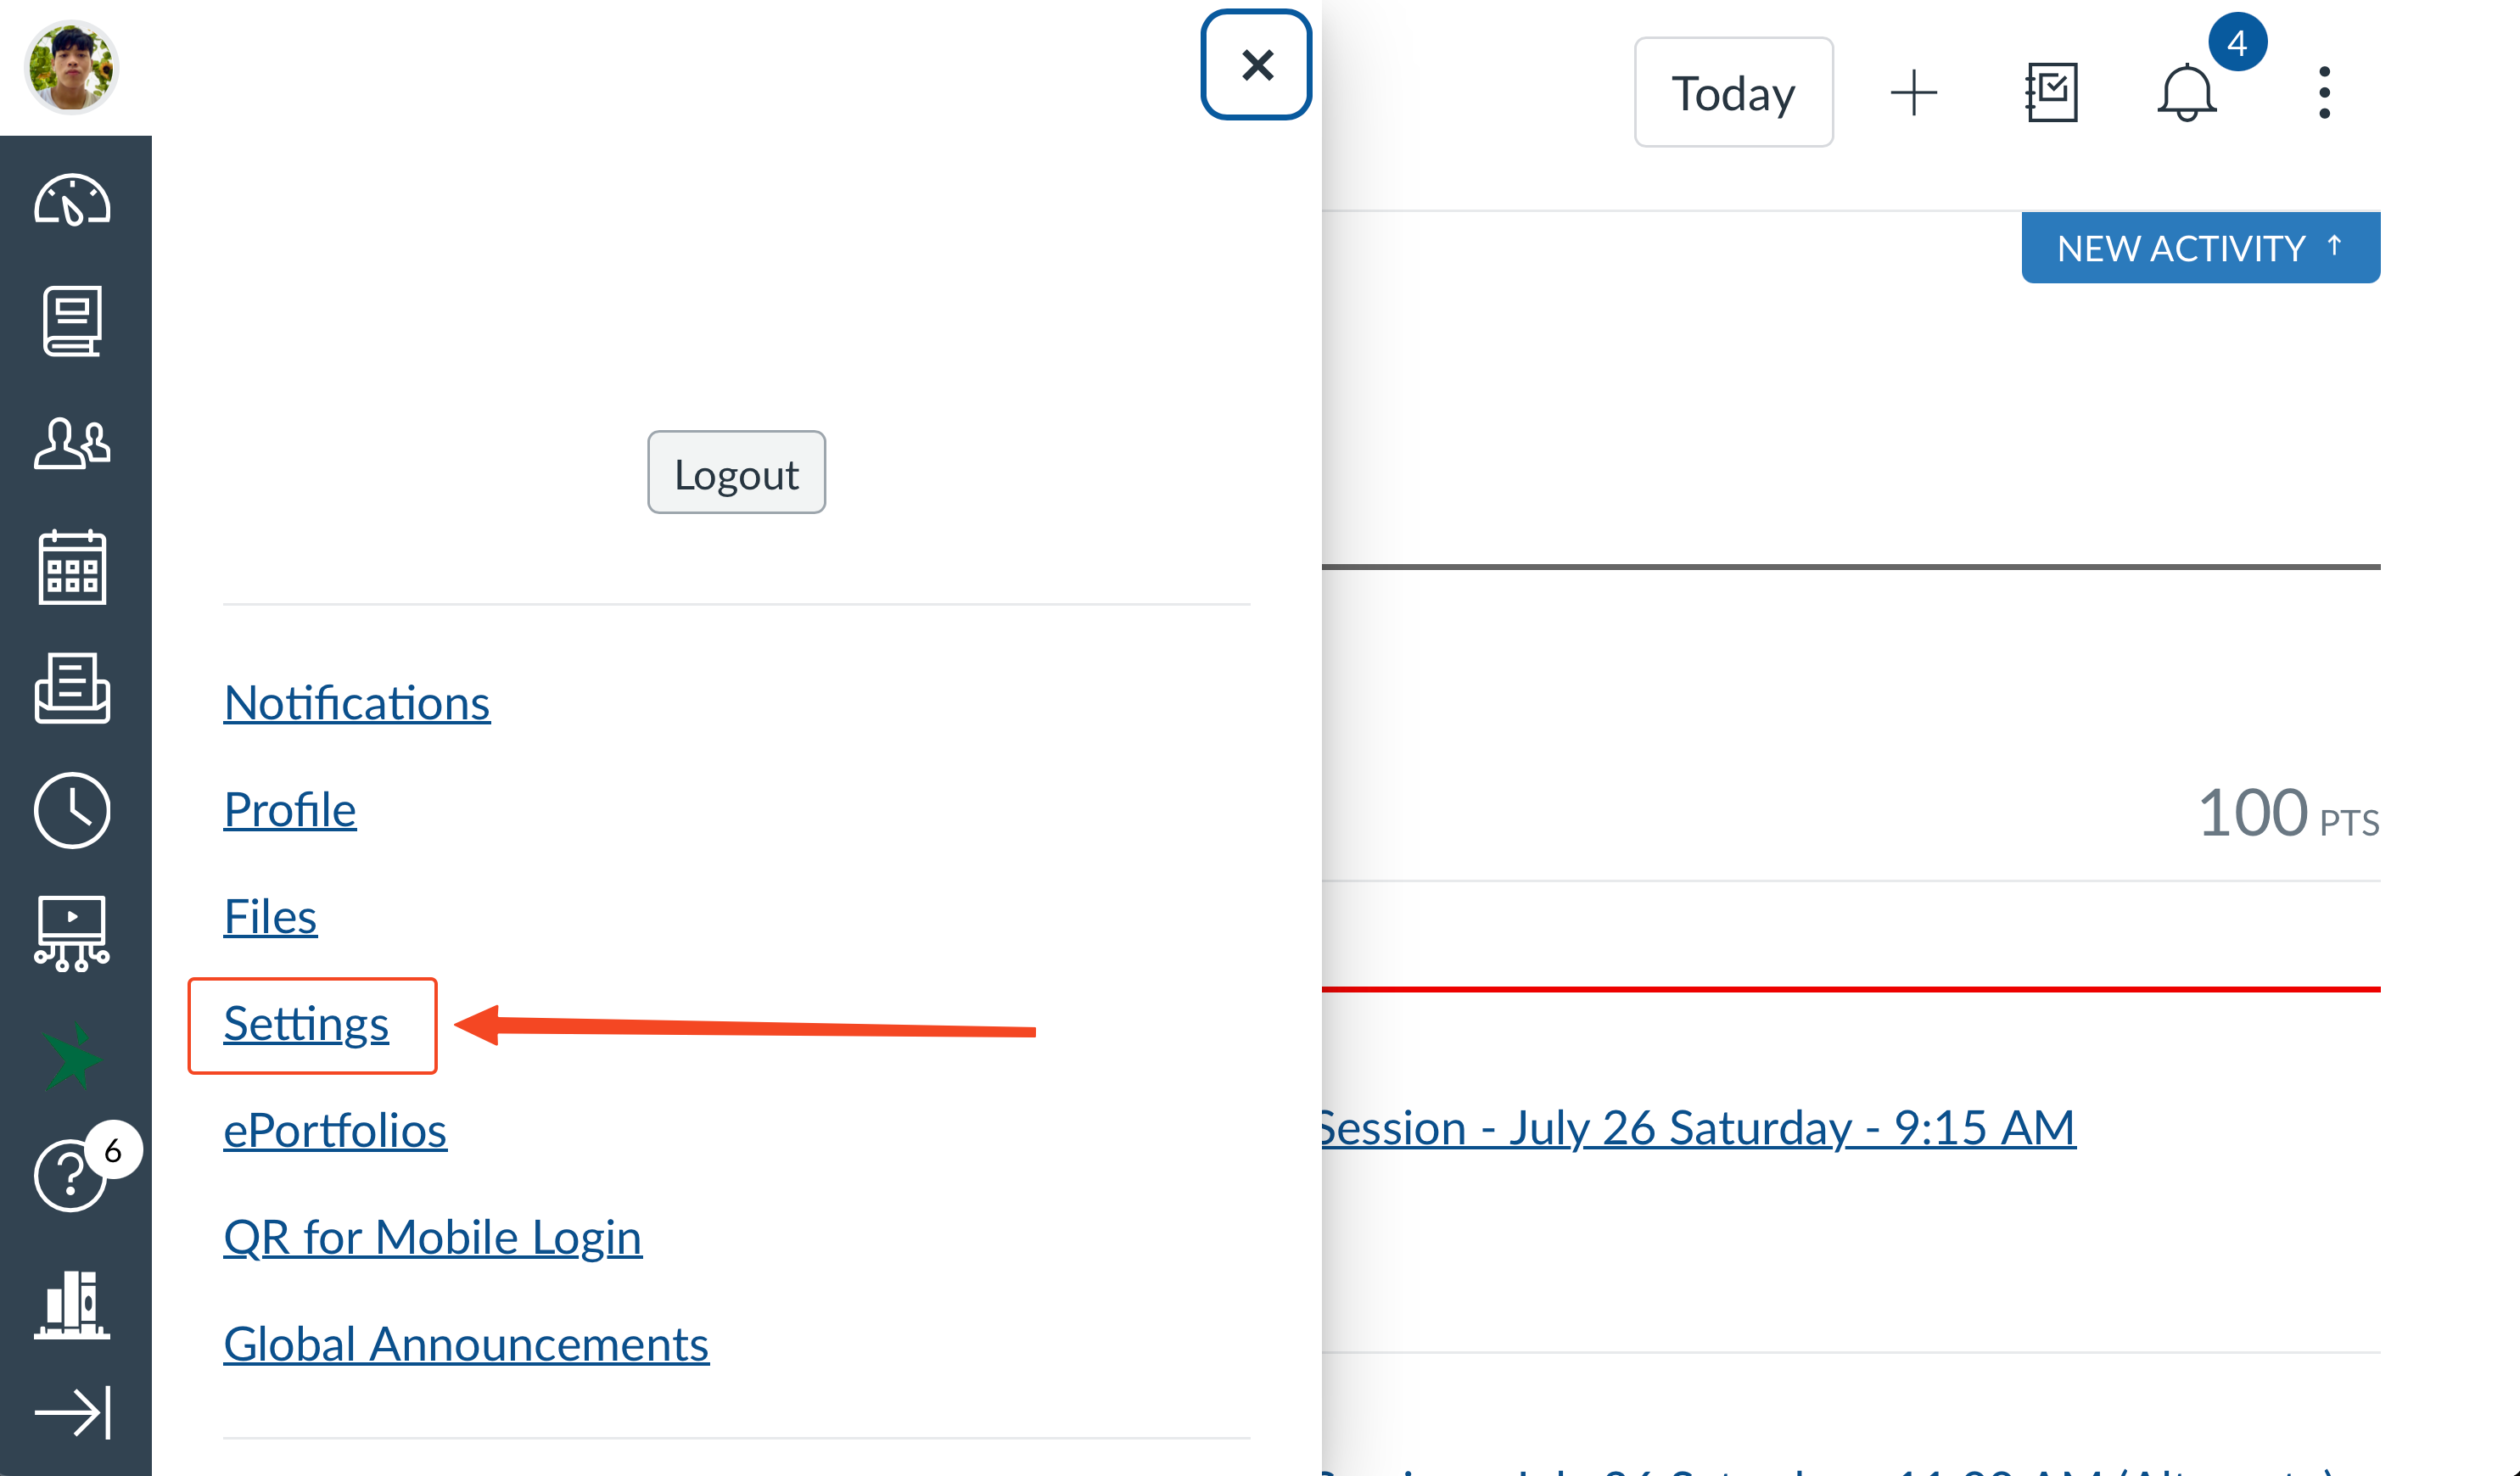 Today
4
NEW ACTIVITY
Logout
Notifications
Profile
100 PTS
Files
Settings
ePortfolios
Session - July 26 Saturday - 9:15 AM
6
QR for Mobile Login
Global Announcements